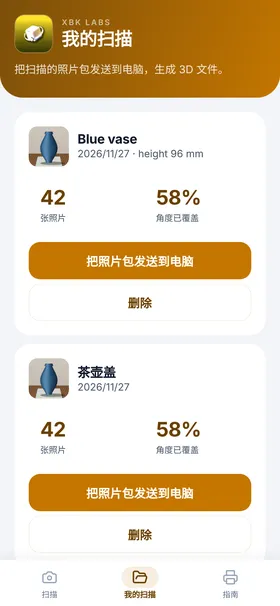 XBK LABS
我的扫描
把扫描的照片包发送到电脑，生成 3D 文件。
Blue vase
2026/11/27 · height 96 mm
42
58%
张照片
角度已覆盖
把照片包发送到电脑
删除
茶壶盖
2026/11/27
42
58%
张照片
角度已覆盖
把照片包发送到电脑
删除
扫描
我的扫描
指南